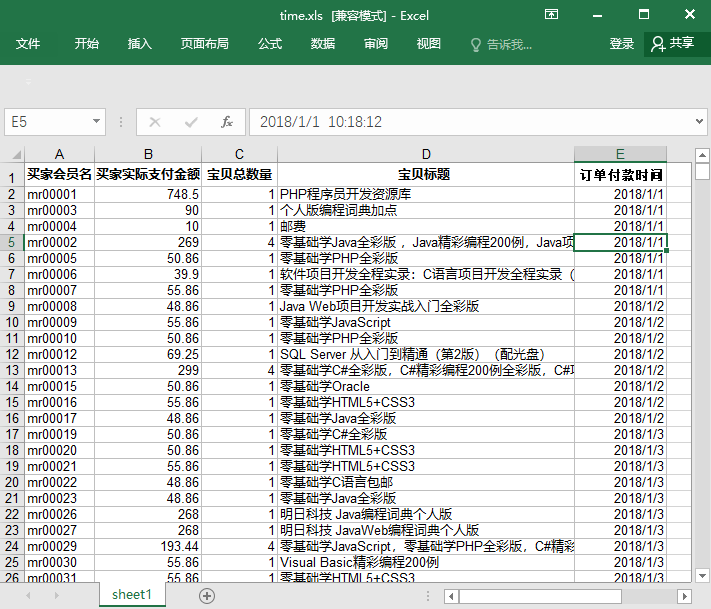 time.xls [兼容模式] - Excel
文件 开始 插入 页面布局 公式 数据 审阅 视图 告诉我... 登录 共享
E5 fx 2018/1/1 10:18:12
A B C D E
1 买家会员名 买家实际支付金额 宝贝总数量 宝贝标题 订单付款时间
2 mr00001 748.5 1 PHP程序员开发资源库 2018/1/1
3 mr00003 90 1 个人版编程词典加点 2018/1/1
4 mr00004 10 1 邮费 2018/1/1
5 mr00002 269 4 零基础学Java全彩版 ，Java精彩编程200例，Java项 2018/1/1
6 mr00005 50.86 1 零基础学PHP全彩版 2018/1/1
7 mr00006 39.9 1 软件项目开发全程实录：C语言项目开发全程实录（ 2018/1/1
8 mr00007 55.86 1 零基础学PHP全彩版 2018/1/1
9 mr00008 48.86 1 Java Web项目开发实战入门全彩版 2018/1/2
10 mr00009 55.86 1 零基础学JavaScript 2018/1/2
11 mr00010 50.86 1 零基础学PHP全彩版 2018/1/2
12 mr00012 69.25 1 SQL Server 从入门到精通（第2版）（配光盘） 2018/1/2
13 mr00013 299 4 零基础学C#全彩版，C#精彩编程200例全彩版，C#项 2018/1/2
14 mr00015 50.86 1 零基础学Oracle 2018/1/2
15 mr00016 55.86 1 零基础学HTML5+CSS3 2018/1/2
16 mr00017 48.86 1 零基础学Java全彩版 2018/1/2
17 mr00019 50.86 1 零基础学C#全彩版 2018/1/3
18 mr00020 50.86 1 零基础学HTML5+CSS3 2018/1/3
19 mr00021 55.86 1 零基础学HTML5+CSS3 2018/1/3
20 mr00022 48.86 1 零基础学C语言包邮 2018/1/3
21 mr00023 48.86 1 零基础学Java全彩版 2018/1/3
22 mr00026 268 1 明日科技 Java编程词典个人版 2018/1/3
23 mr00027 268 1 明日科技 JavaWeb编程词典个人版 2018/1/3
24 mr00029 193.44 4 零基础学JavaScript，零基础学PHP全彩版，C#精彩 2018/1/3
25 mr00030 55.86 1 Visual Basic精彩编程200例 2018/1/3
26 mr00031 55.86 1 零基础学HTML5+CSS3 2018/1/3
sheet1